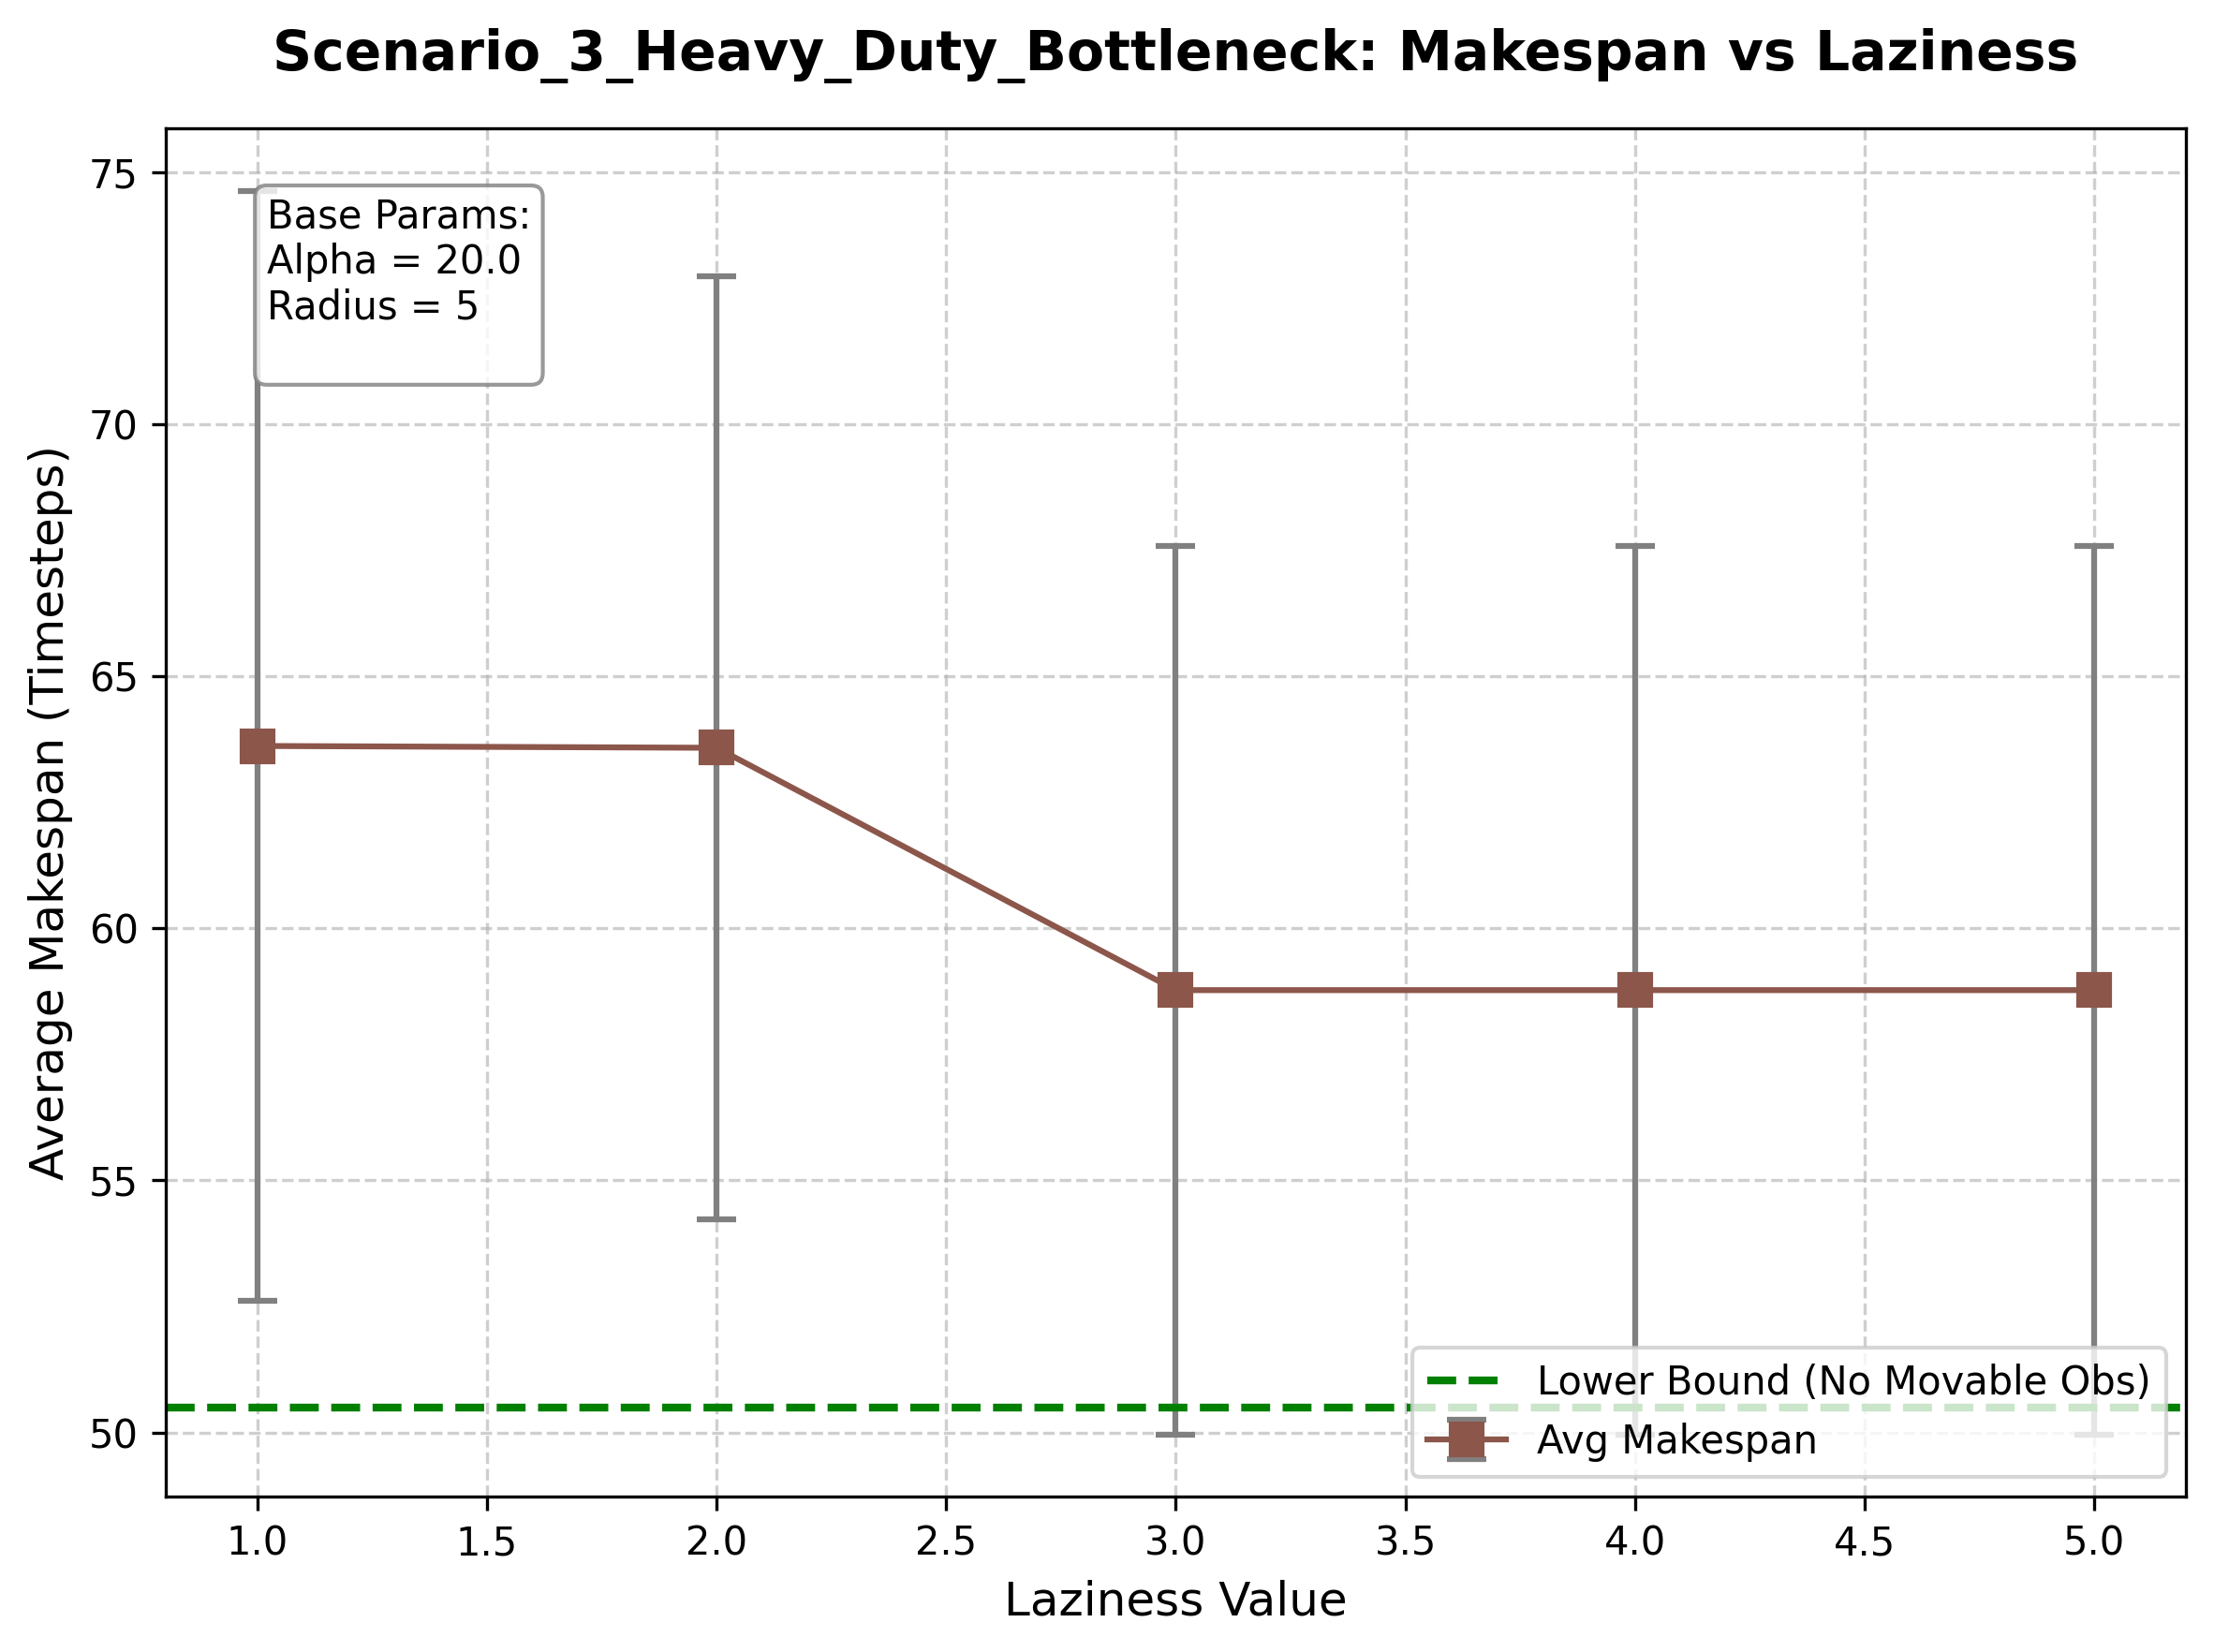 Scenario_3_Heavy_Duty_Bottleneck: Makespan vs Laziness
Average Makespan (Timesteps)
75
70
65
60
55
50
Base Params:
Alpha = 20.0
Radius = 5
Lower Bound (No Movable Obs)
Avg Makespan
1.0
1.5
2.0
2.5
3.0
3.5
4.0
4.5
5.0
Laziness Value